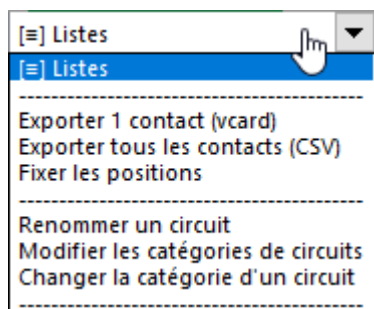 [≡] Listes
[≡] Listes
-------------------------------------------
Exporter 1 contact (vcard)
Exporter tous les contacts (CSV)
Fixer les positions
-------------------------------------------
Renommer un circuit
Modifier les catégories de circuits
Changer la catégorie d'un circuit
-------------------------------------------